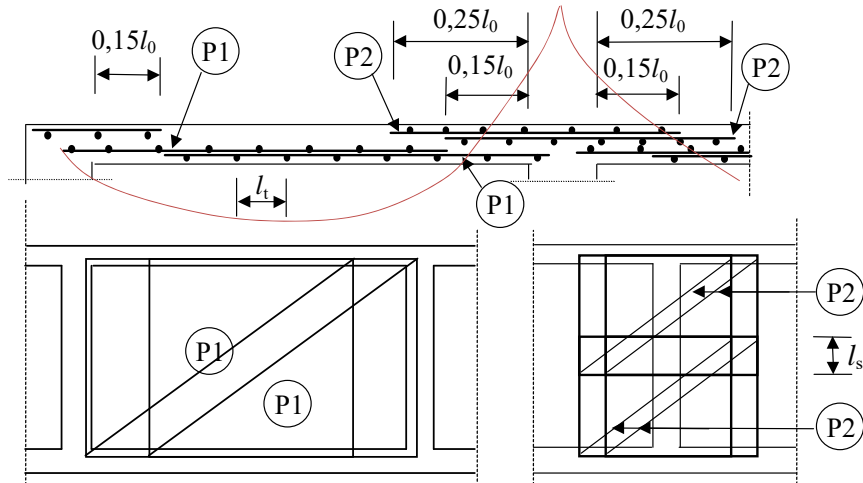 0,25l₀ 0,25l₀
0,15l₀ P1 P2 0,15l₀ 0,15l₀ P2
lₜ P1
P2
P1 lₛ
P1
P2